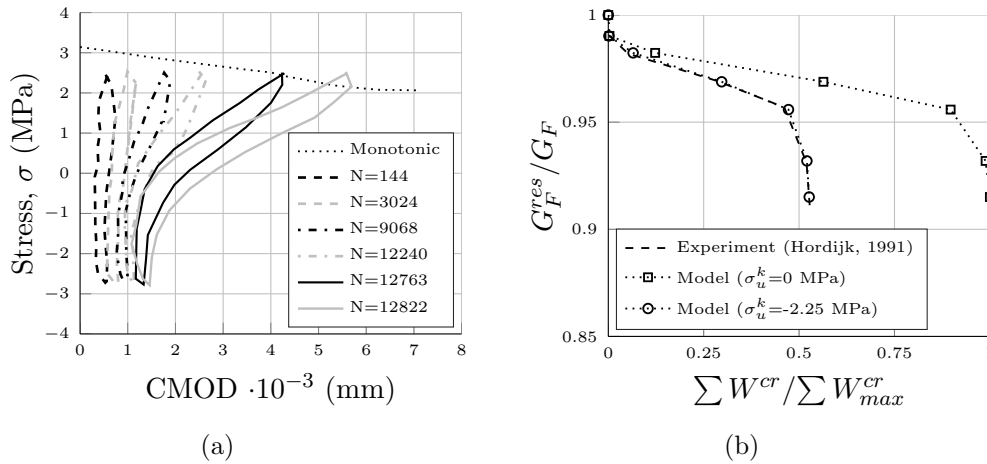 5
4
3
2
1
0
−1
−2
−3
−4
0
1
2
3
4
5
6
7
8
Stress, σ (MPa)
CMOD ·10⁻³ (mm)
Monotonic
N=144
N=3024
N=9068
N=12240
N=12763
N=12822
(a)
1
0.95
0.9
0.85
0
0.25
0.5
0.75
G_F^{res}/G_F
∑ W^{cr}/∑ W_{max}^{cr}
Experiment (Hordijk, 1991)
Model (σ_u^k=0 MPa)
Model (σ_u^k=-2.25 MPa)
(b)